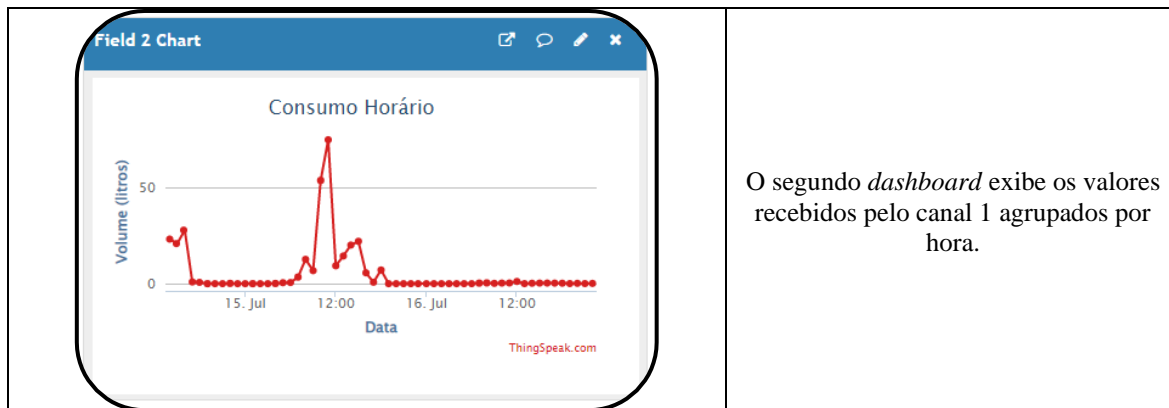 Field 2 Chart
Consumo Horário
Volume (litros)
50
0
15. Jul
12:00
16. Jul
12:00
Data
ThingSpeak.com
O segundo dashboard exibe os valores
recebidos pelo canal 1 agrupados por
hora.